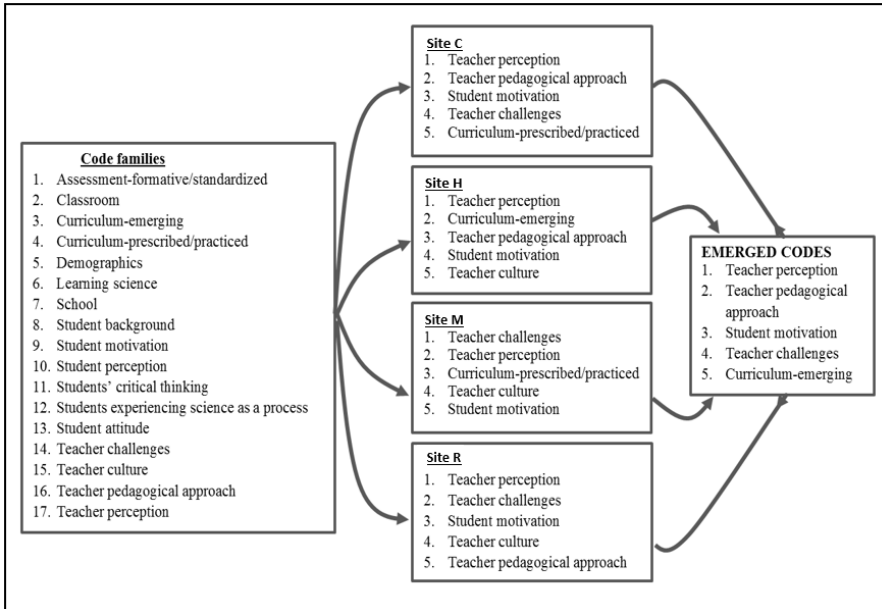 Code families
1. Assessment-formative/standardized
2. Classroom
3. Curriculum-emerging
4. Curriculum-prescribed/practiced
5. Demographics
6. Learning science
7. School
8. Student background
9. Student motivation
10. Student perception
11. Students’ critical thinking
12. Students experiencing science as a process
13. Student attitude
14. Teacher challenges
15. Teacher culture
16. Teacher pedagogical approach
17. Teacher perception
Site C
1. Teacher perception
2. Teacher pedagogical approach
3. Student motivation
4. Teacher challenges
5. Curriculum-prescribed/practiced
Site H
1. Teacher perception
2. Curriculum-emerging
3. Teacher pedagogical approach
4. Student motivation
5. Teacher culture
Site M
1. Teacher challenges
2. Teacher perception
3. Curriculum-prescribed/practiced
4. Teacher culture
5. Student motivation
Site R
1. Teacher perception
2. Teacher challenges
3. Student motivation
4. Teacher culture
5. Teacher pedagogical approach
EMERGED CODES
1. Teacher perception
2. Teacher pedagogical
approach
3. Student motivation
4. Teacher challenges
5. Curriculum-emerging